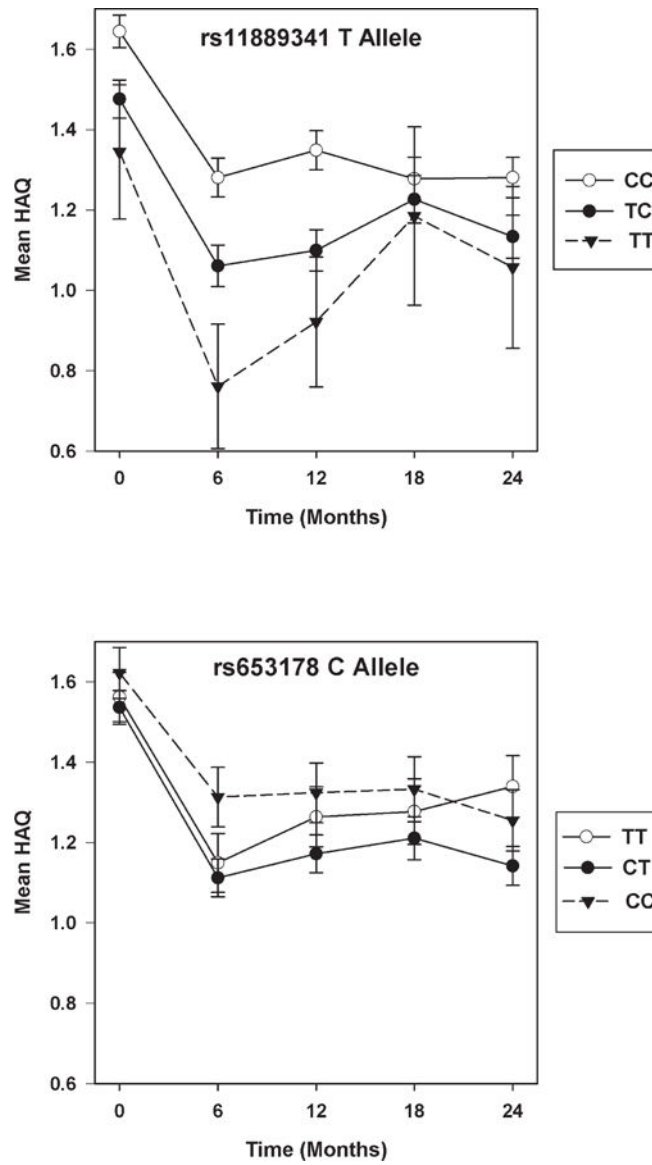 rs11889341 T Allele
1.6
1.4
1.2
1.0
0.8
0.6
Mean HAQ
0 6 12 18 24
Time (Months)
CC
TC
TT
rs653178 C Allele
1.6
1.4
1.2
1.0
0.8
0.6
Mean HAQ
0 6 12 18 24
Time (Months)
TT
CT
CC